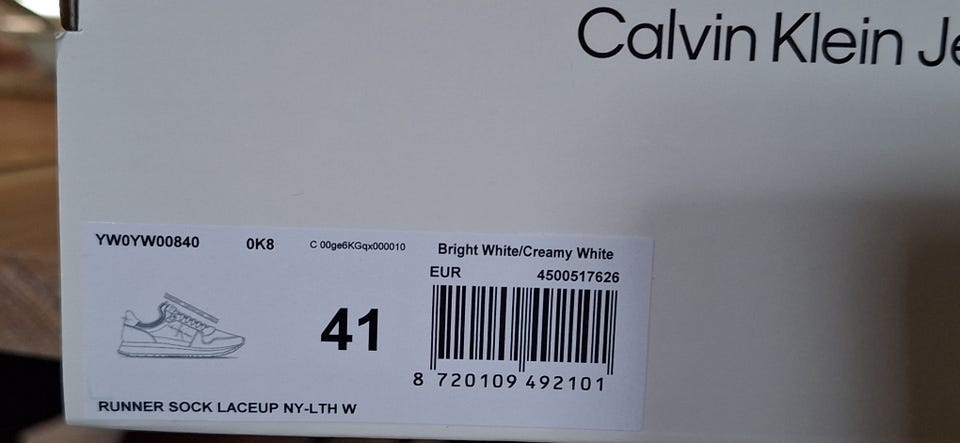 Calvin Klein Je
YW0YW00840 0K8 C 00ge6KGqx000010 Bright White/Creamy White
EUR 4500517626
41
8 720109 492101
RUNNER SOCK LACEUP NY-LTH W